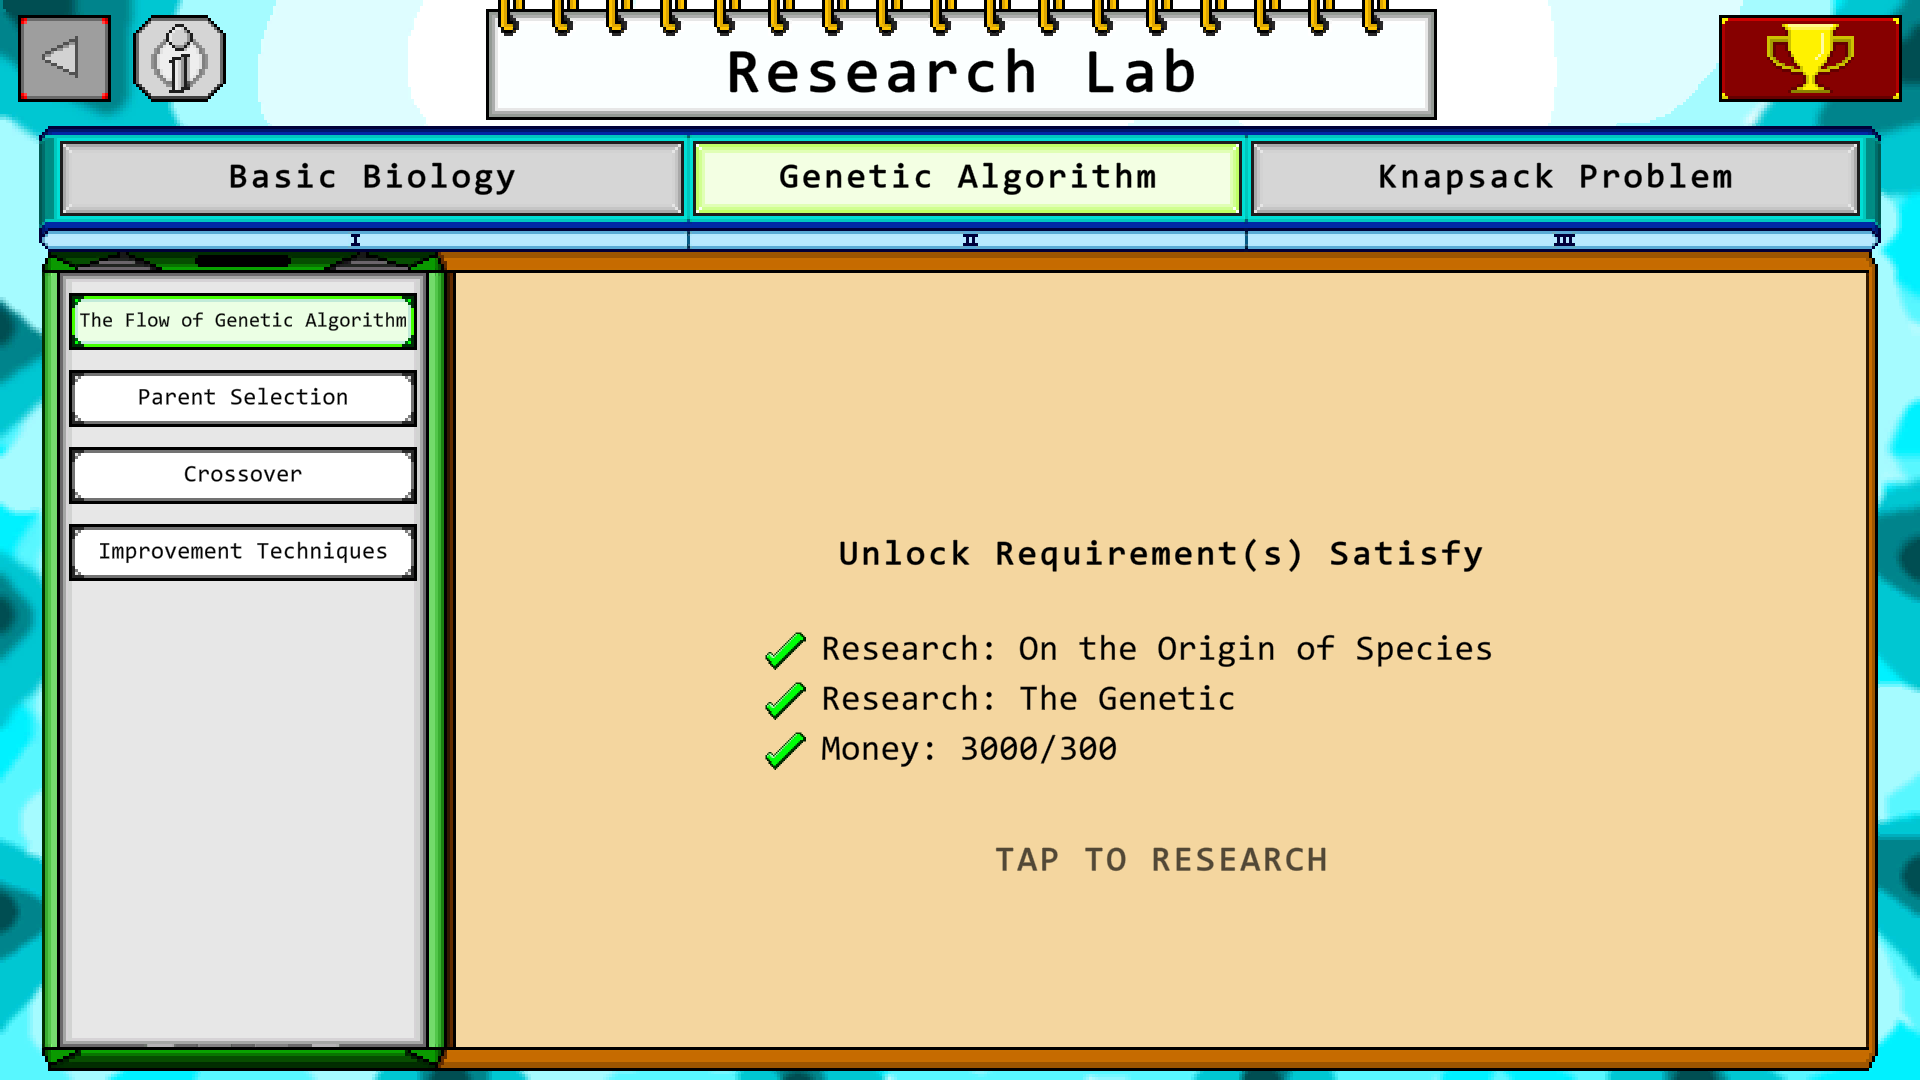 Research Lab
Basic Biology
Genetic Algorithm
Knapsack Problem
I
II
III
The Flow of Genetic Algorithm
Parent Selection
Crossover
Improvement Techniques
Unlock Requirement(s) Satisfy
Research: On the Origin of Species
Research: The Genetic
Money: 3000/300
TAP TO RESEARCH